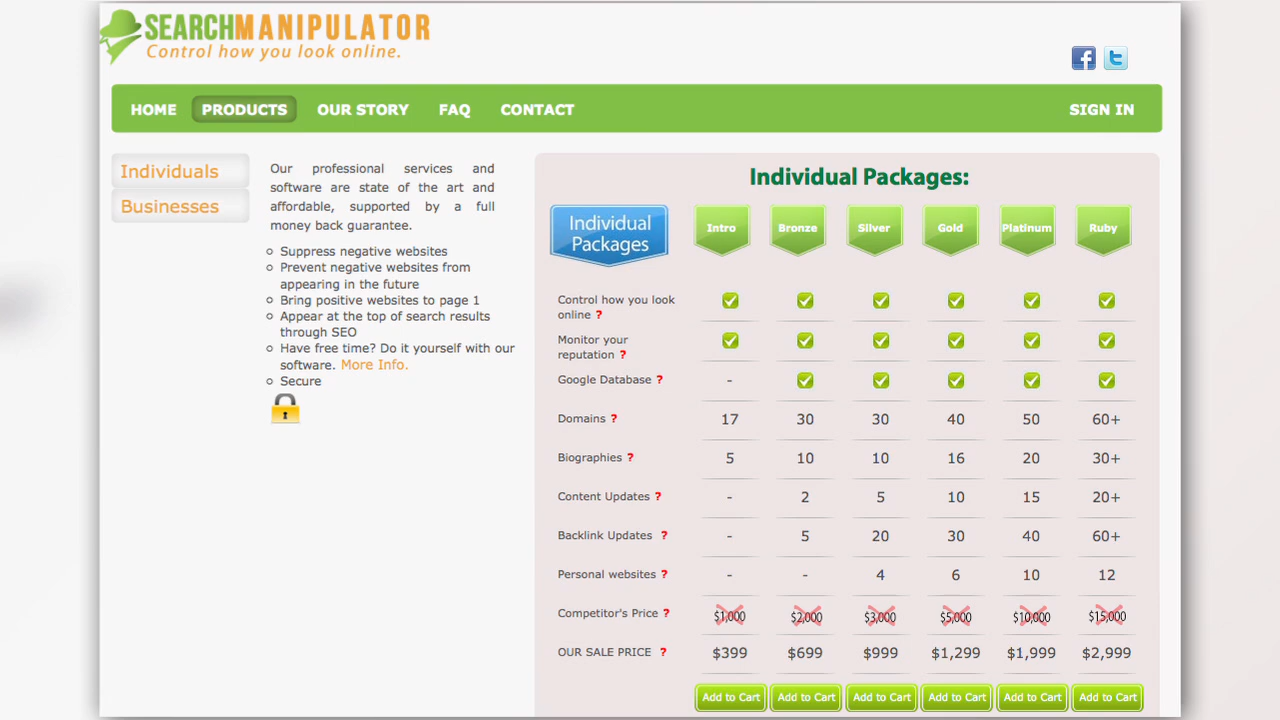 SEARCHMANIPULATOR
Control how you look online.
HOME PRODUCTS OUR STORY FAQ CONTACT SIGN IN
Individuals
Businesses
Our professional services and
software are state of the art and
affordable, supported by a full
money back guarantee.
Suppress negative websites
Prevent negative websites from
appearing in the future
Bring positive websites to page 1
Appear at the top of search results
through SEO
Have free time? Do it yourself with our
software. More Info.
Secure
Individual Packages:
Individual
Packages
Intro Bronze Silver Gold Platinum Ruby
Control how you look
online ?
Monitor your
reputation ?
Google Database ? -
Domains ? 17 30 30 40 50 60+
Biographies ? 5 10 10 16 20 30+
Content Updates ? - 2 5 10 15 20+
Backlink Updates ? - 5 20 30 40 60+
Personal websites ? - - 4 6 10 12
Competitor's Price ? $1,000 $2,000 $3,000 $5,000 $10,000 $15,000
OUR SALE PRICE ? $399 $699 $999 $1,299 $1,999 $2,999
Add to Cart Add to Cart Add to Cart Add to Cart Add to Cart Add to Cart